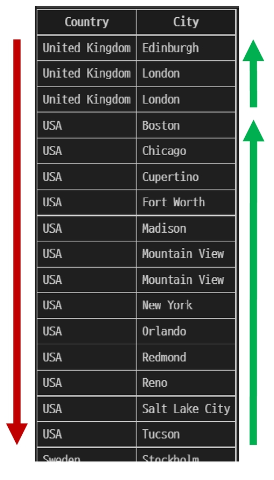 Country City
United Kingdom Edinburgh
United Kingdom London
United Kingdom London
USA Boston
USA Chicago
USA Cupertino
USA Fort Worth
USA Madison
USA Mountain View
USA Mountain View
USA New York
USA Orlando
USA Redmond
USA Reno
USA Salt Lake City
USA Tucson
Sweden Stockholm